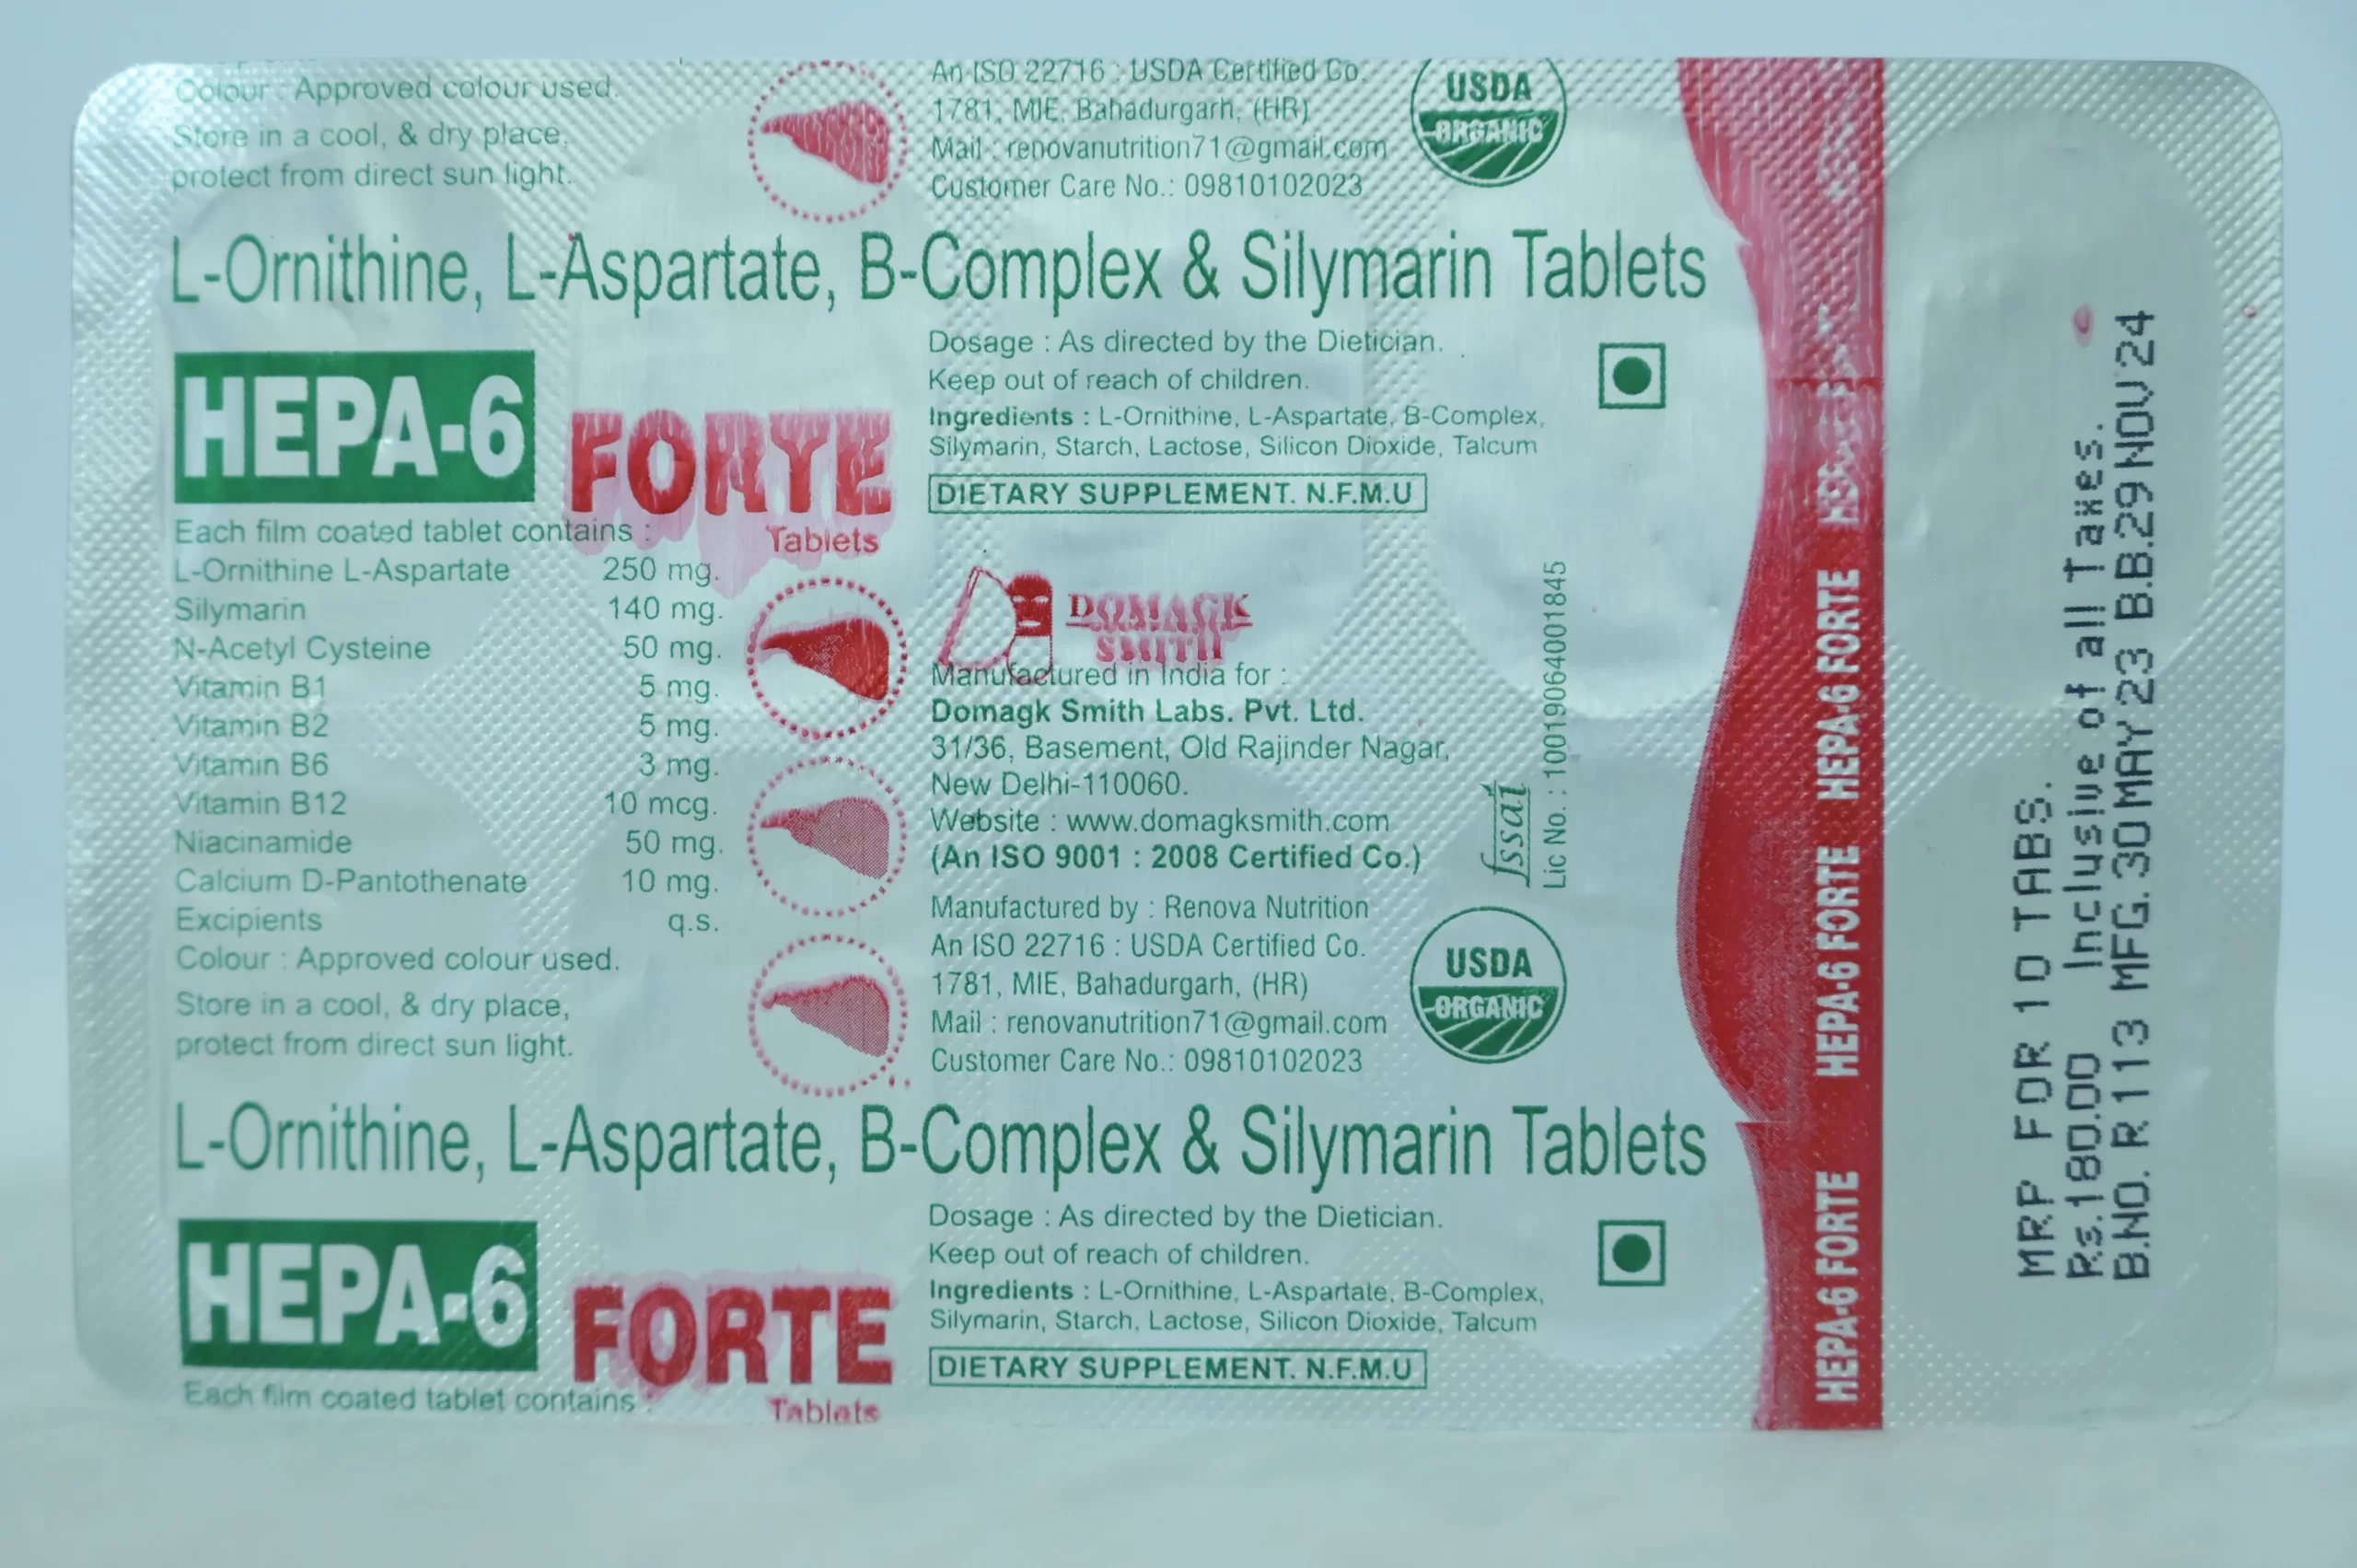 Colour : Approved colour used.
Store in a cool, & dry place,
protect from direct sun light.
An ISO 22716 : USDA Certified Co.
1781, MIE, Bahadurgarh, (HR)
Mail : renovanutrition71@gmail.com
Customer Care No.: 09810102023
USDA
ORGANIC
L-Ornithine, L-Aspartate, B-Complex & Silymarin Tablets
HEPA-6
FORTE
Tablets
Each film coated tablet contains :
L-Ornithine L-Aspartate 250 mg.
Silymarin 140 mg.
N-Acetyl Cysteine 50 mg.
Vitamin B1 5 mg.
Vitamin B2 5 mg.
Vitamin B6 3 mg.
Vitamin B12 10 mcg.
Niacinamide 50 mg.
Calcium D-Pantothenate 10 mg.
Excipients q.s.
Colour : Approved colour used.
Store in a cool, & dry place,
protect from direct sun light.
Dosage : As directed by the Dietician.
Keep out of reach of children.
Ingredients : L-Ornithine, L-Aspartate, B-Complex,
Silymarin, Starch, Lactose, Silicon Dioxide, Talcum
DIETARY SUPPLEMENT. N.F.M.U
DOMAGK
SMITH
Manufactured in India for :
Domagk Smith Labs. Pvt. Ltd.
31/36, Basement, Old Rajinder Nagar,
New Delhi-110060.
Website : www.domagksmith.com
(An ISO 9001 : 2008 Certified Co.)
fssai
Lic No. : 10019064001845
Manufactured by : Renova Nutrition
An ISO 22716 : USDA Certified Co.
1781, MIE, Bahadurgarh, (HR)
Mail : renovanutrition71@gmail.com
Customer Care No.: 09810102023
USDA
ORGANIC
L-Ornithine, L-Aspartate, B-Complex & Silymarin Tablets
HEPA-6
FORTE
Tablets
Each film coated tablet contains :
Dosage : As directed by the Dietician.
Keep out of reach of children.
Ingredients : L-Ornithine, L-Aspartate, B-Complex,
Silymarin, Starch, Lactose, Silicon Dioxide, Talcum
DIETARY SUPPLEMENT. N.F.M.U
HEPA-6 FORTE HEPA-6 FORTE HEPA-6 FORTE
MRP FOR 10 TABS.
Rs.180.00 Inclusive of all Taxes.
B.NO. R 113 MFG. 30 MAY 23 B.B.29 NOV 24